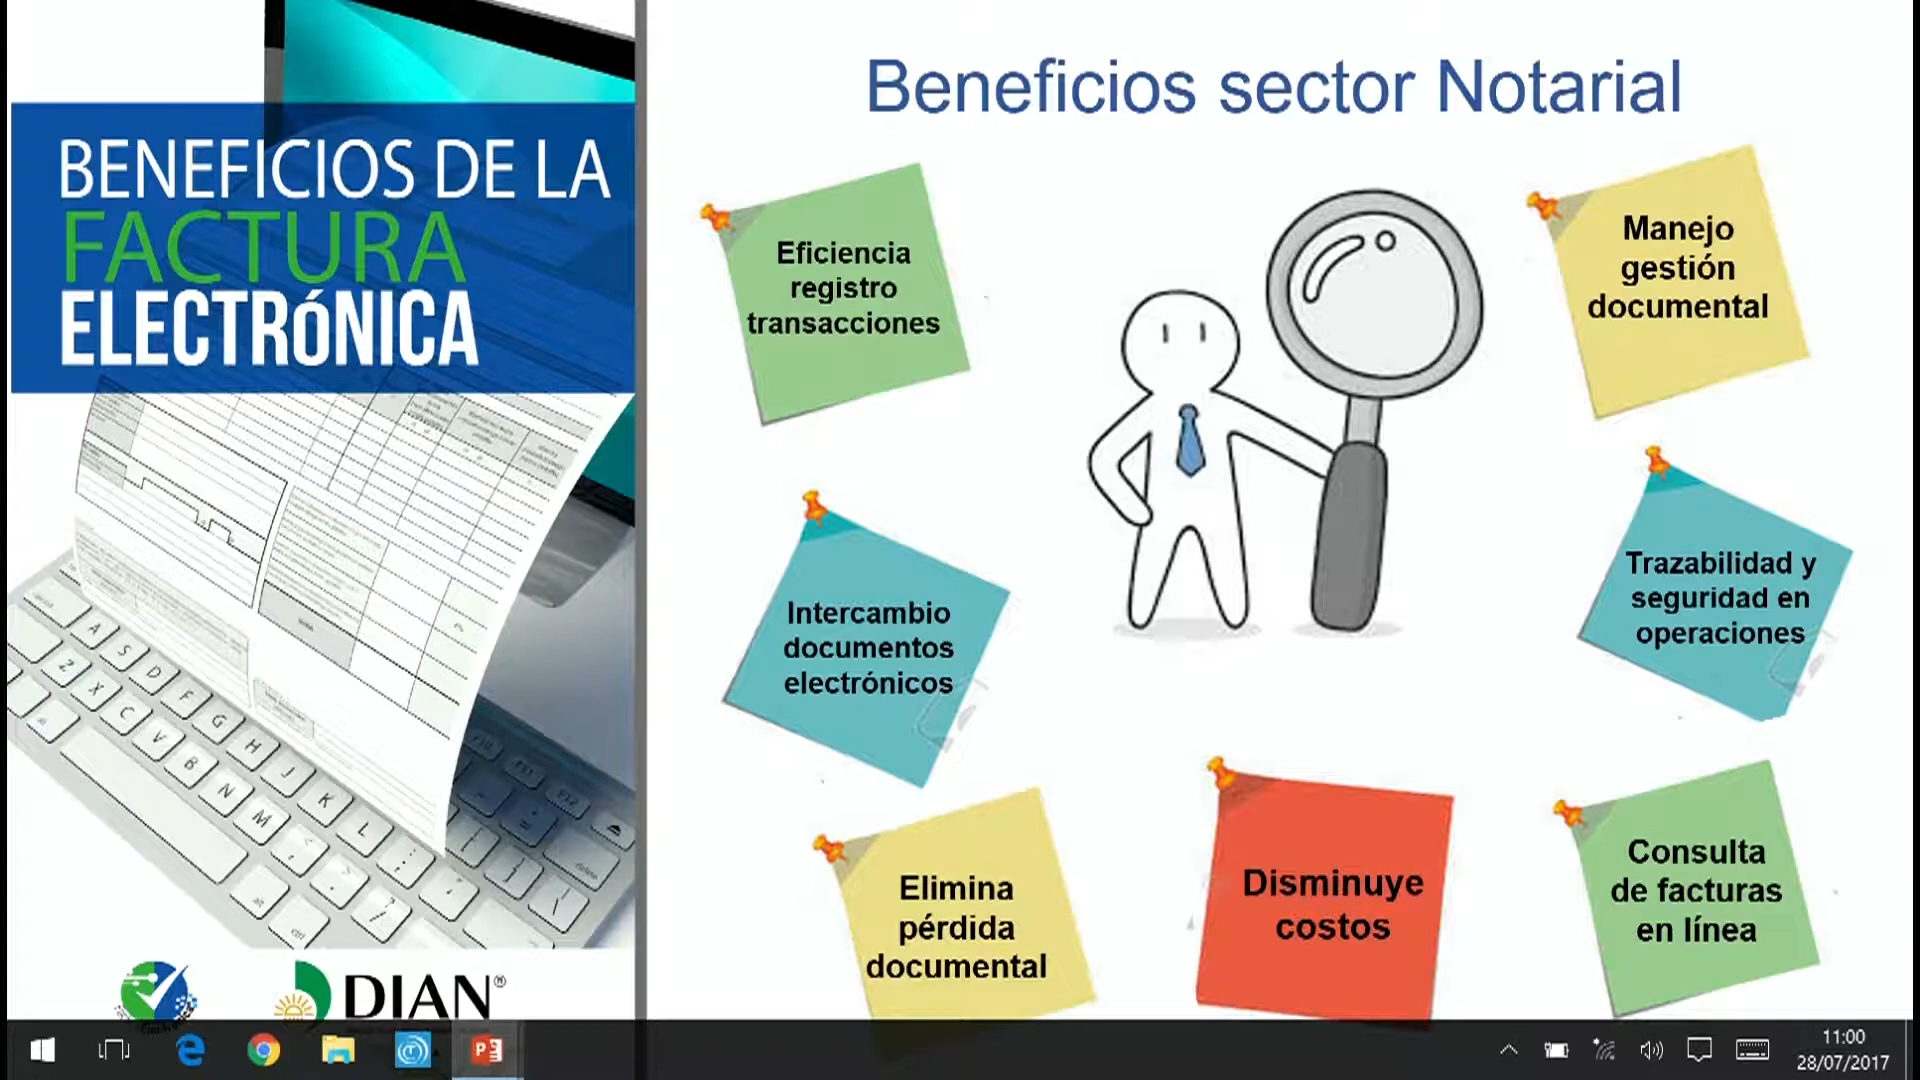 BENEFICIOS DE LA
FACTURA
ELECTRÓNICA
Beneficios sector Notarial
Eficiencia
registro
transacciones
Manejo
gestión
documental
Intercambio
documentos
electrónicos
Trazabilidad y
seguridad en
operaciones
Elimina
pérdida
documental
Disminuye
costos
Consulta
de facturas
en línea
DIAN®
A
S
D
F
G
H
J
K
L
Z
X
C
V
B
N
M
11:00
28/07/2017